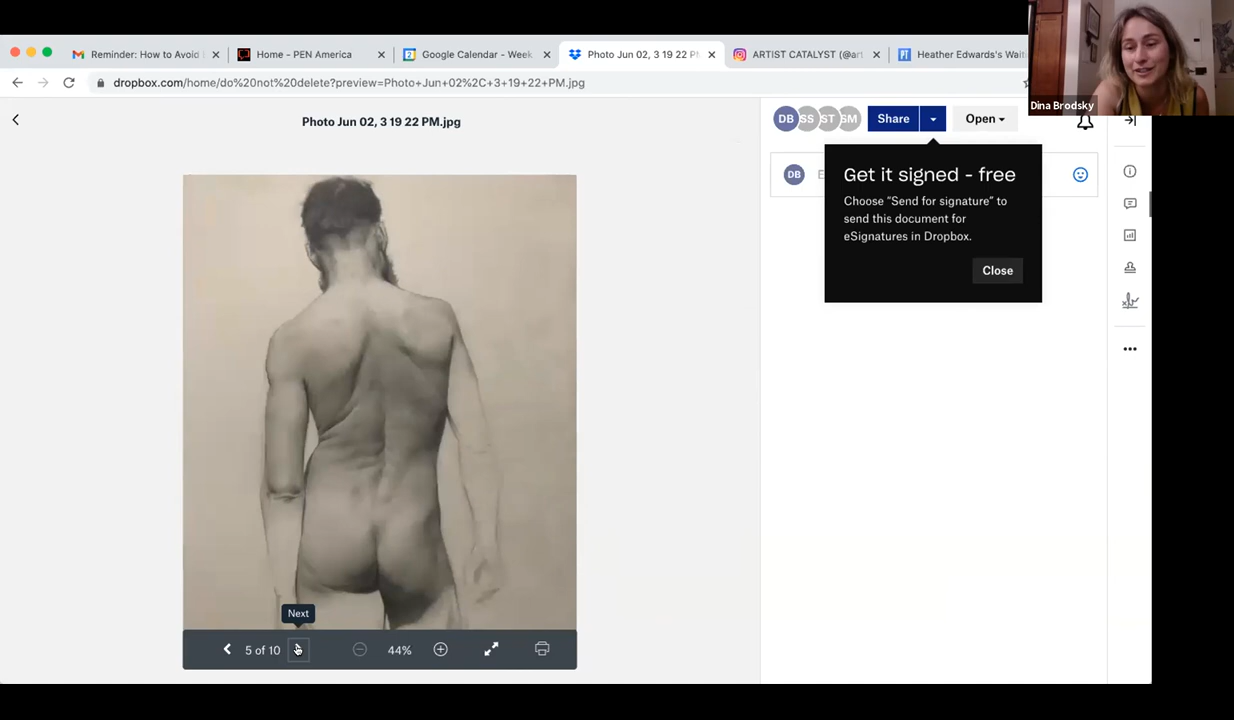 Reminder: How to Avoid
Home - PEN America
Google Calendar - Week
Photo Jun 02, 3 19 22 P
ARTIST CATALYST (@art
Heather Edwards's Wait
dropbox.com/home/do%20not%20delete?preview=Photo+Jun+02%2C+3+19+22+PM.jpg
Dina Brodsky
Photo Jun 02, 3 19 22 PM.jpg
DB SS ST SM Share Open
Get it signed - free
DB
Choose "Send for signature" to
send this document for
eSignatures in Dropbox.
Close
Next
5 of 10
44%